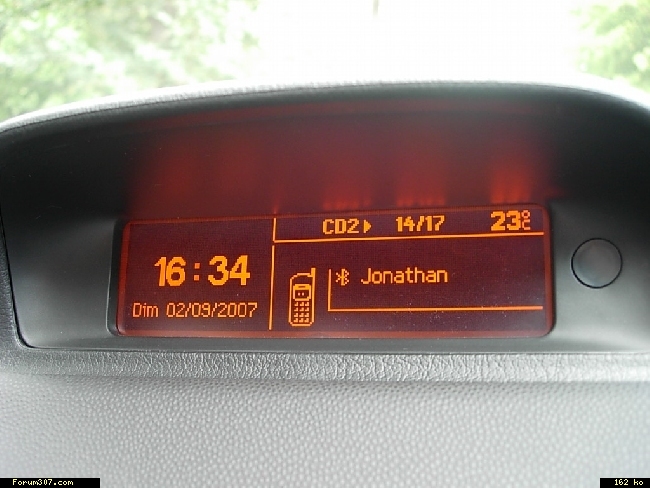 CD2 14/17 23°C
16:34
Dim 02/09/2007
Jonathan
Forum307.com
162 ko